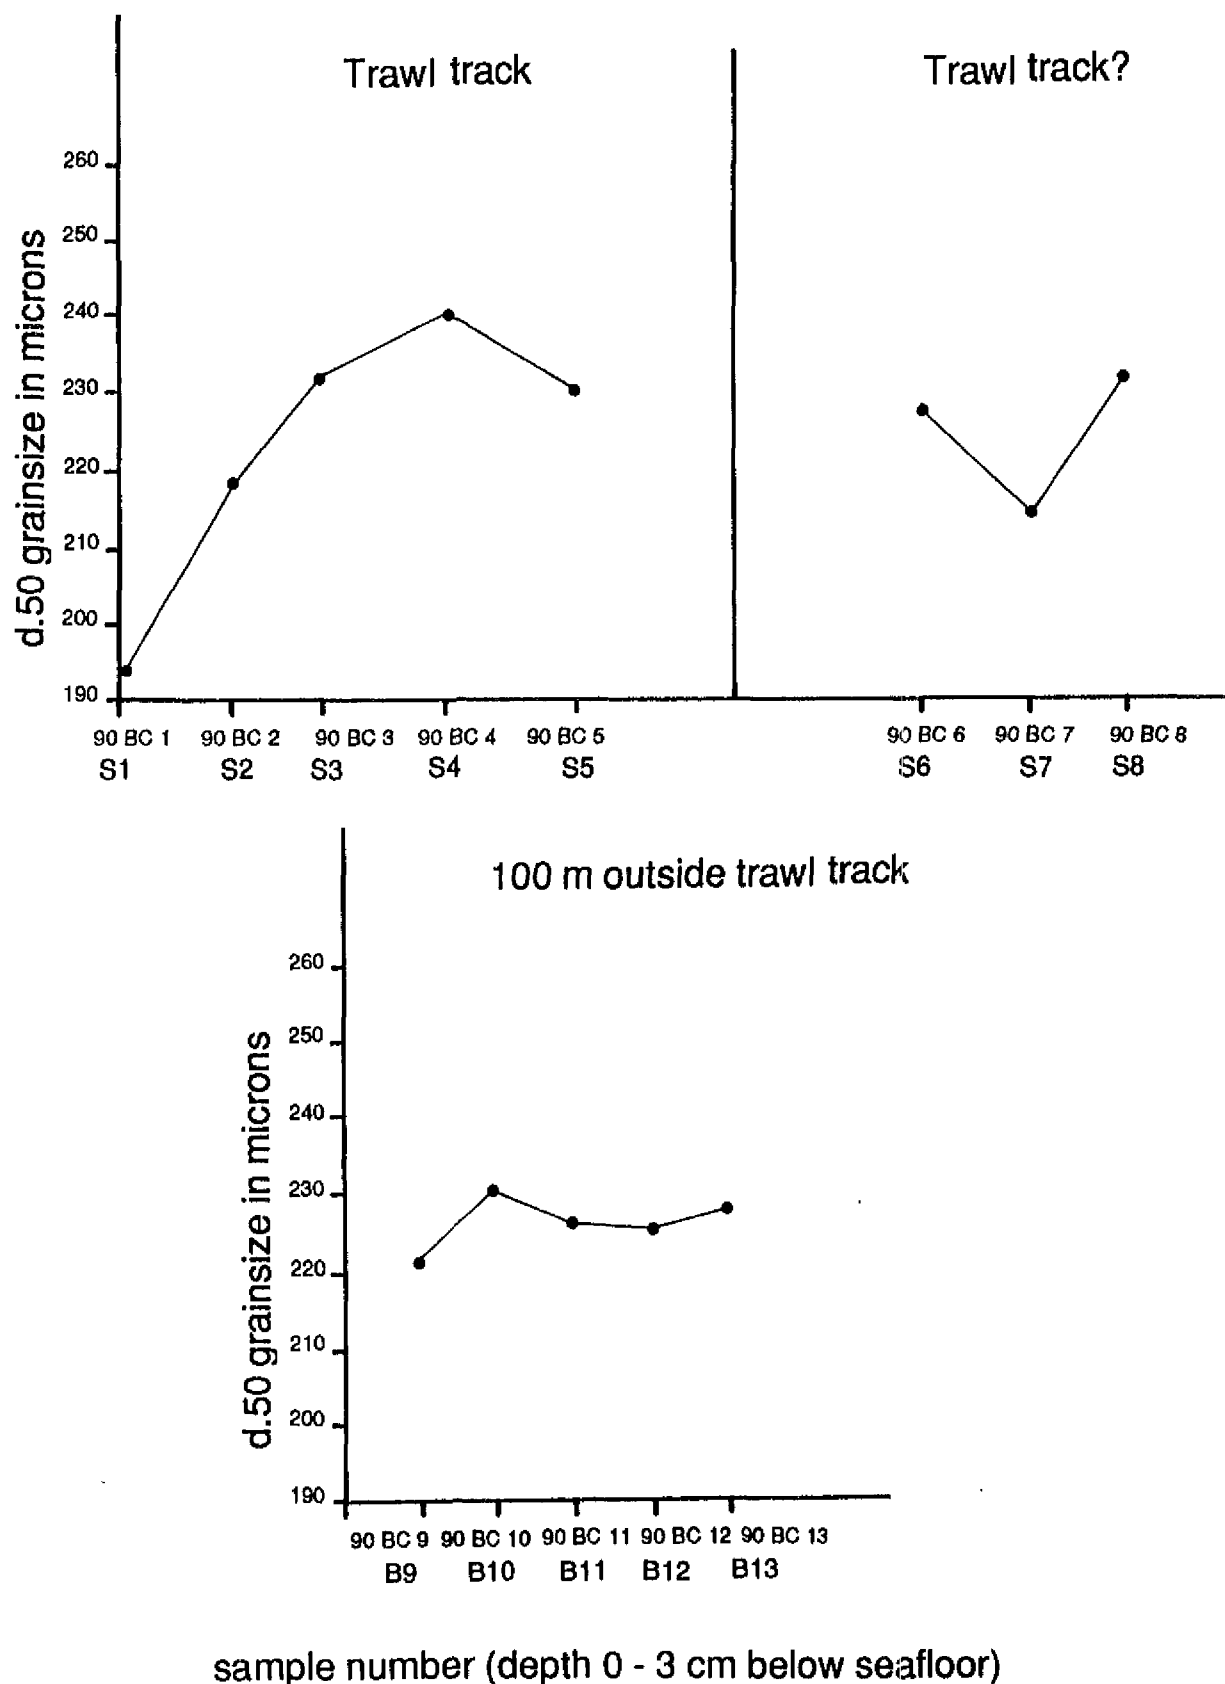 Trawl track
Trawl track?
260
250
240
230
220
210
200
190
d.50 grainsize in microns
90 BC 1 90 BC 2 90 BC 3 90 BC 4 90 BC 5 90 BC 6 90 BC 7 90 BC 8
S1 S2 S3 S4 S5 S6 S7 S8
100 m outside trawl track
260
250
240
230
220
210
200
190
d.50 grainsize in microns
90 BC 9 90 BC 10 90 BC 11 90 BC 12 90 BC 13
B9 B10 B11 B12 B13
sample number (depth 0 - 3 cm below seafloor)